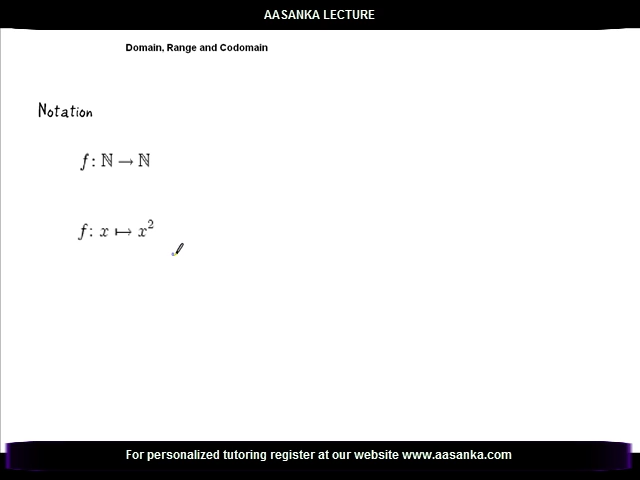 AASANKA LECTURE
Domain, Range and Codomain
Notation
f: ℕ → ℕ
f: x ↦ x²
For personalized tutoring register at our website www.aasanka.com